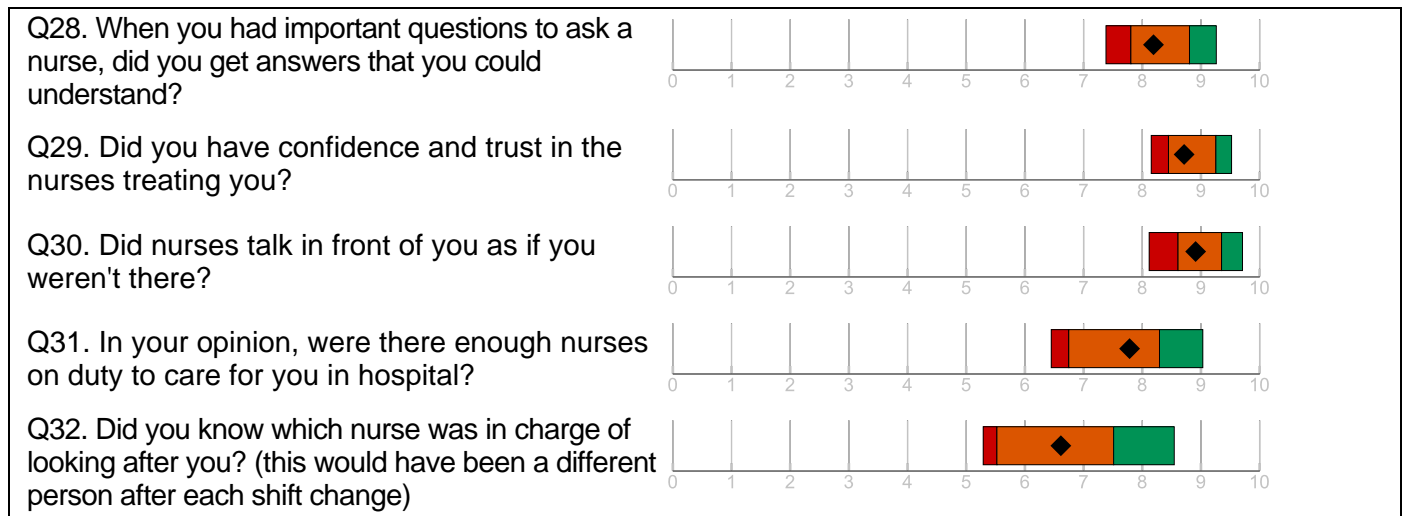 Q28. When you had important questions to ask a
nurse, did you get answers that you could
understand?
0 1 2 3 4 5 6 7 8 9 10
Q29. Did you have confidence and trust in the
nurses treating you?
0 1 2 3 4 5 6 7 8 9 10
Q30. Did nurses talk in front of you as if you
weren't there?
0 1 2 3 4 5 6 7 8 9 10
Q31. In your opinion, were there enough nurses
on duty to care for you in hospital?
0 1 2 3 4 5 6 7 8 9 10
Q32. Did you know which nurse was in charge of
looking after you? (this would have been a different
person after each shift change)
0 1 2 3 4 5 6 7 8 9 10